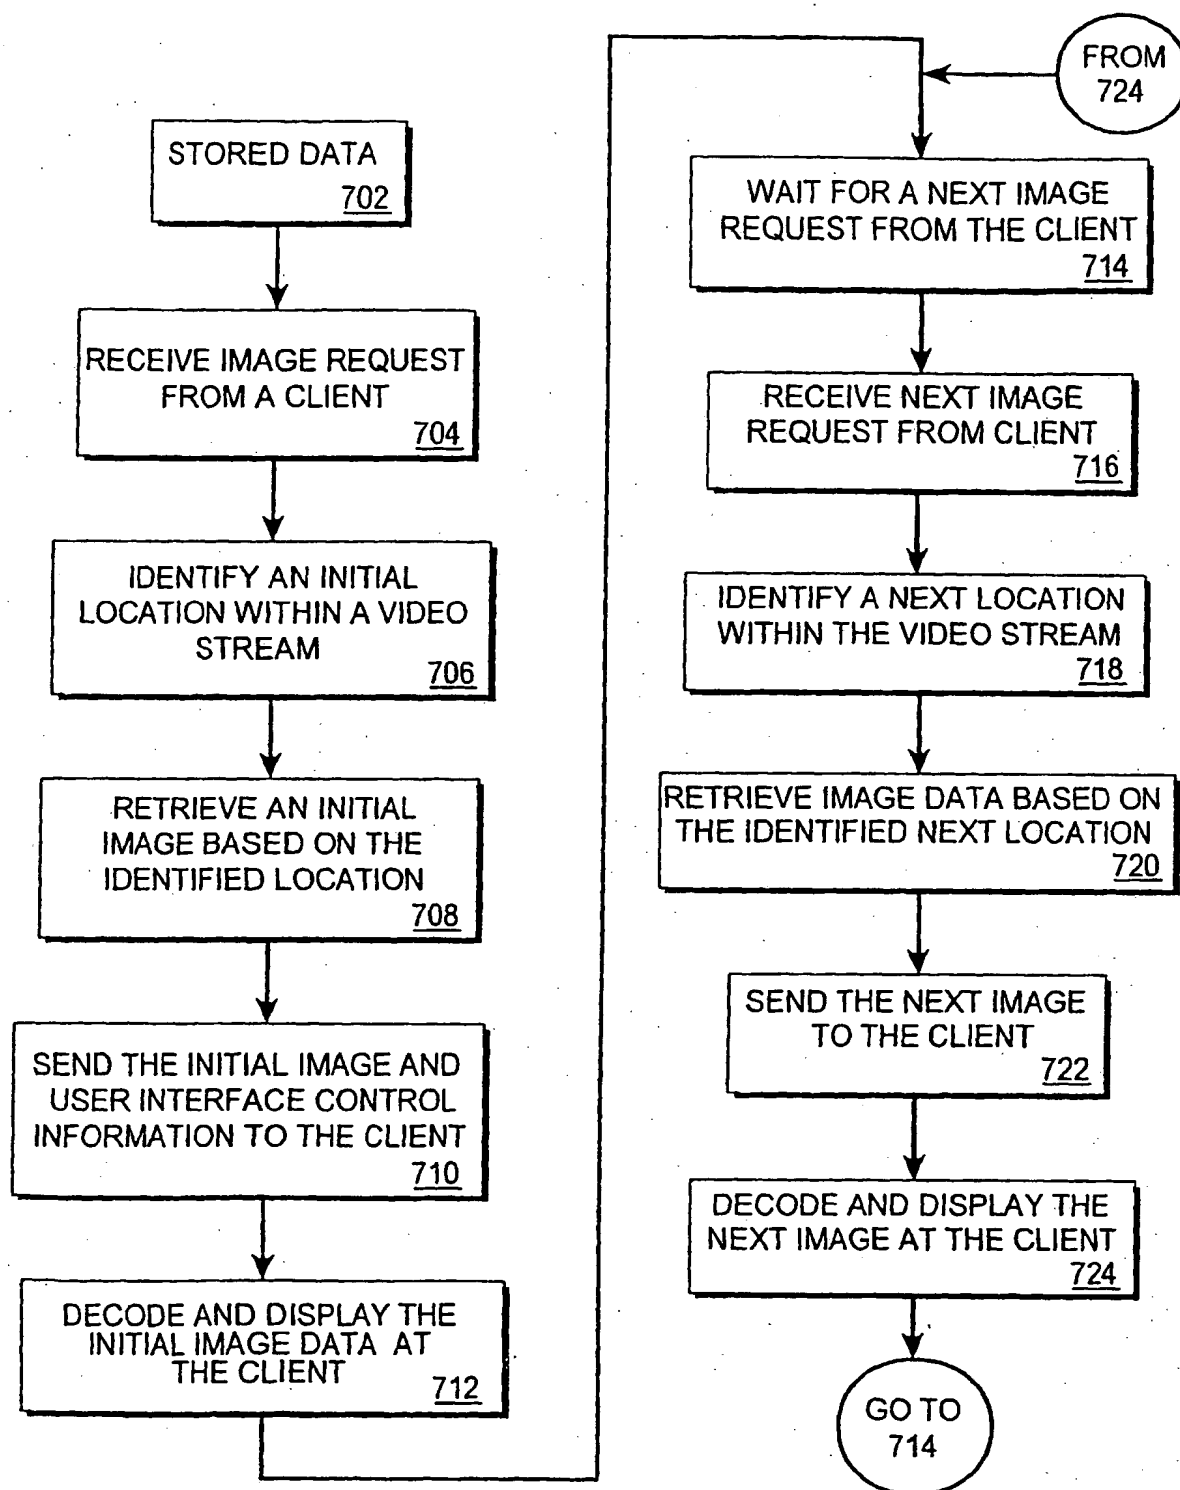 STORED DATA
702
RECEIVE IMAGE REQUEST
FROM A CLIENT
704
IDENTIFY AN INITIAL
LOCATION WITHIN A VIDEO
STREAM
706
RETRIEVE AN INITIAL
IMAGE BASED ON THE
IDENTIFIED LOCATION
708
SEND THE INITIAL IMAGE AND
USER INTERFACE CONTROL
INFORMATION TO THE CLIENT
710
DECODE AND DISPLAY THE
INITIAL IMAGE DATA AT
THE CLIENT
712
FROM
724
WAIT FOR A NEXT IMAGE
REQUEST FROM THE CLIENT
714
RECEIVE NEXT IMAGE
REQUEST FROM CLIENT
716
IDENTIFY A NEXT LOCATION
WITHIN THE VIDEO STREAM
718
RETRIEVE IMAGE DATA BASED ON
THE IDENTIFIED NEXT LOCATION
720
SEND THE NEXT IMAGE
TO THE CLIENT
722
DECODE AND DISPLAY THE
NEXT IMAGE AT THE CLIENT
724
GO TO
714